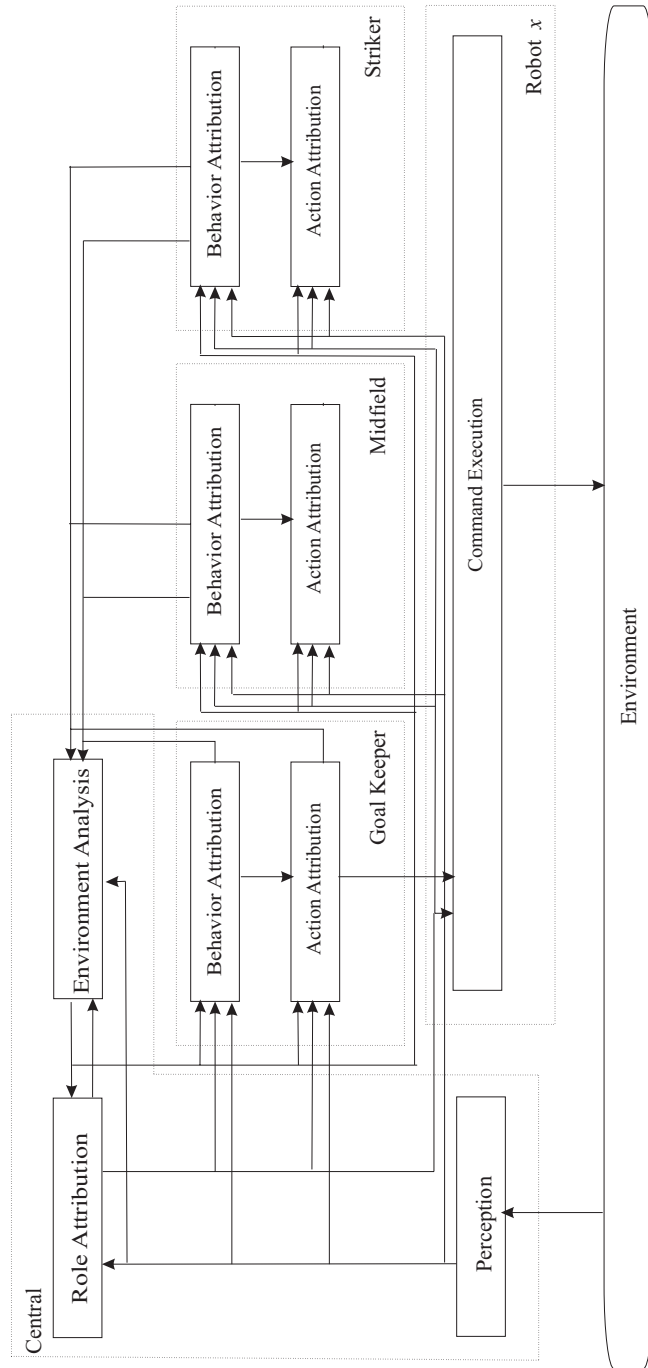 Central
Role Attribution
Environment Analysis
Perception
Behavior Attribution
Action Attribution
Goal Keeper
Behavior Attribution
Action Attribution
Midfield
Behavior Attribution
Action Attribution
Striker
Command Execution
Robot x
Environment